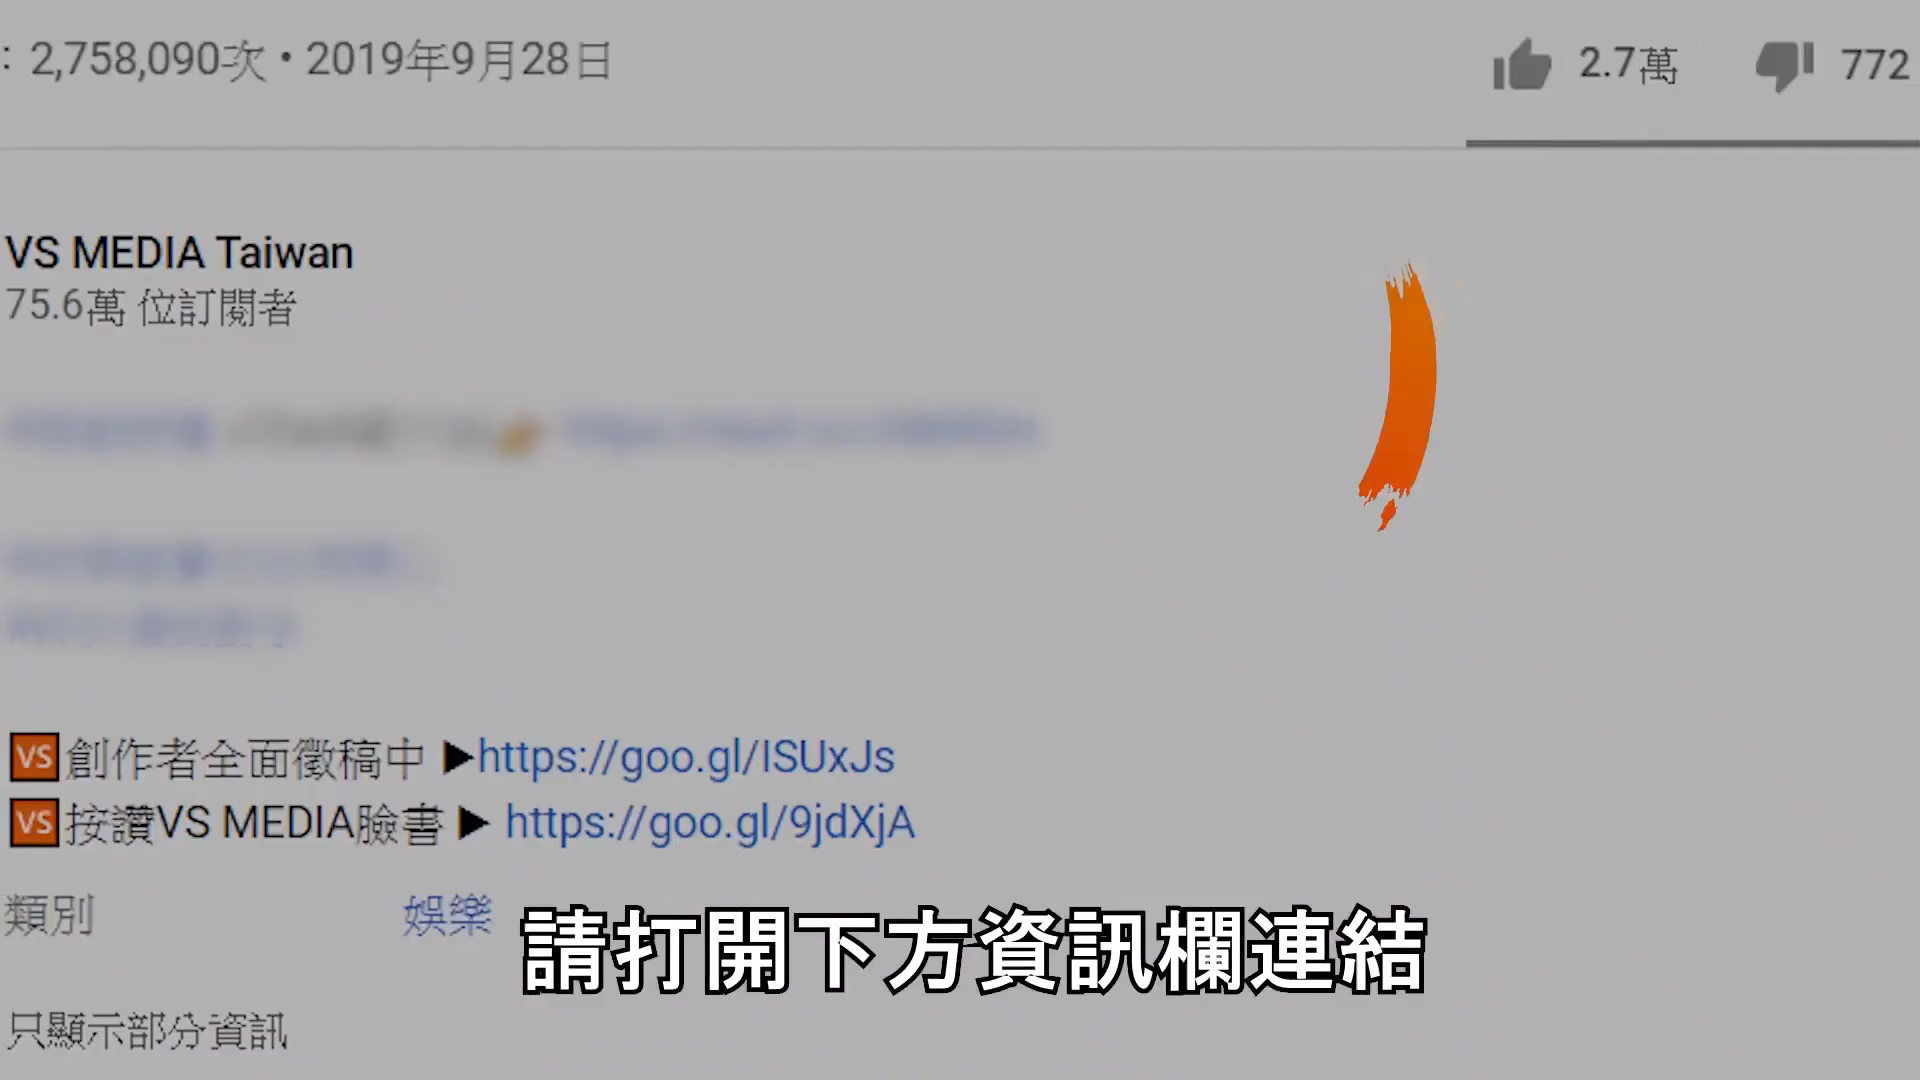 : 2,758,090次 • 2019年9月28日
2.7萬
772
VS MEDIA Taiwan
75.6萬 位訂閱者
🆚創作者全面徵稿中 ▶https://goo.gl/ISUxJs
🆚按讚VS MEDIA臉書 ▶ https://goo.gl/9jdXjA
類別 娛樂
請打開下方資訊欄連結
只顯示部分資訊